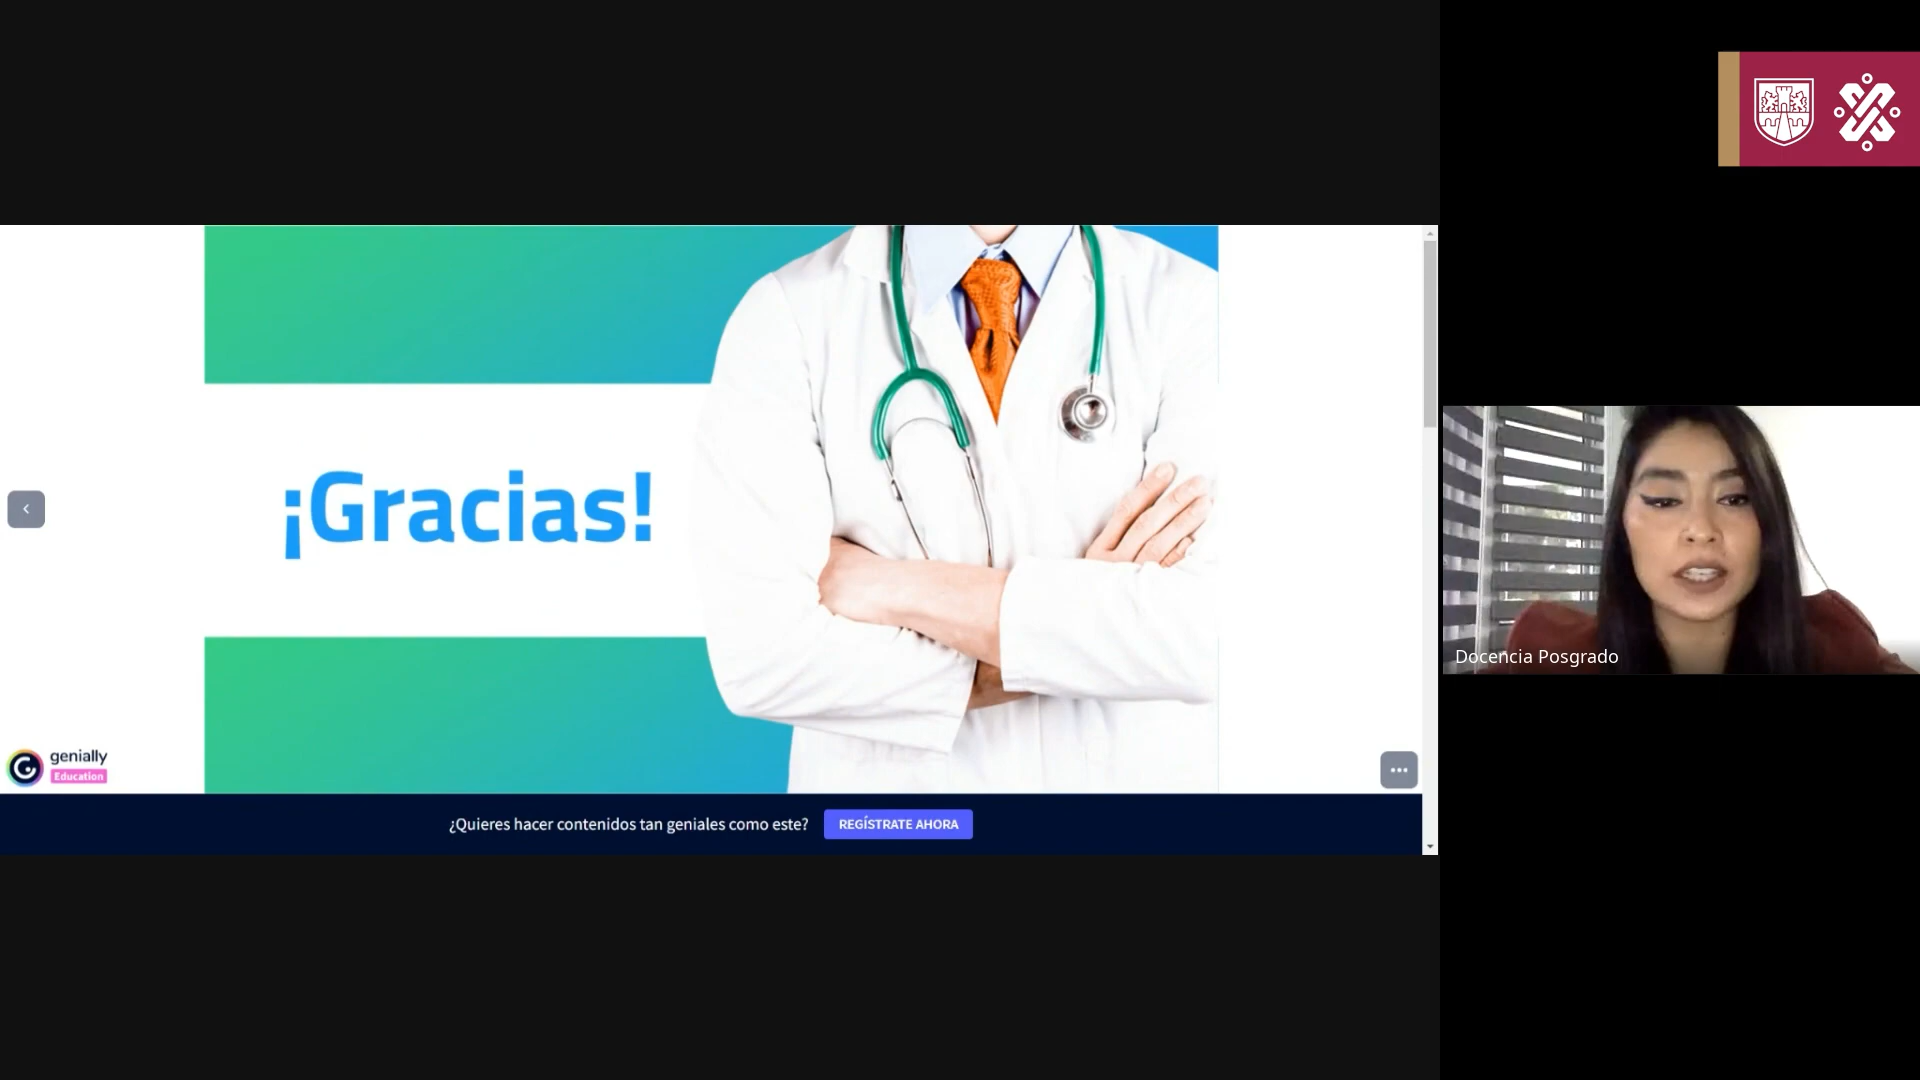 ¡Gracias!
genially
Education
¿Quieres hacer contenidos tan geniales como este?
REGÍSTRATE AHORA
Docencia Posgrado